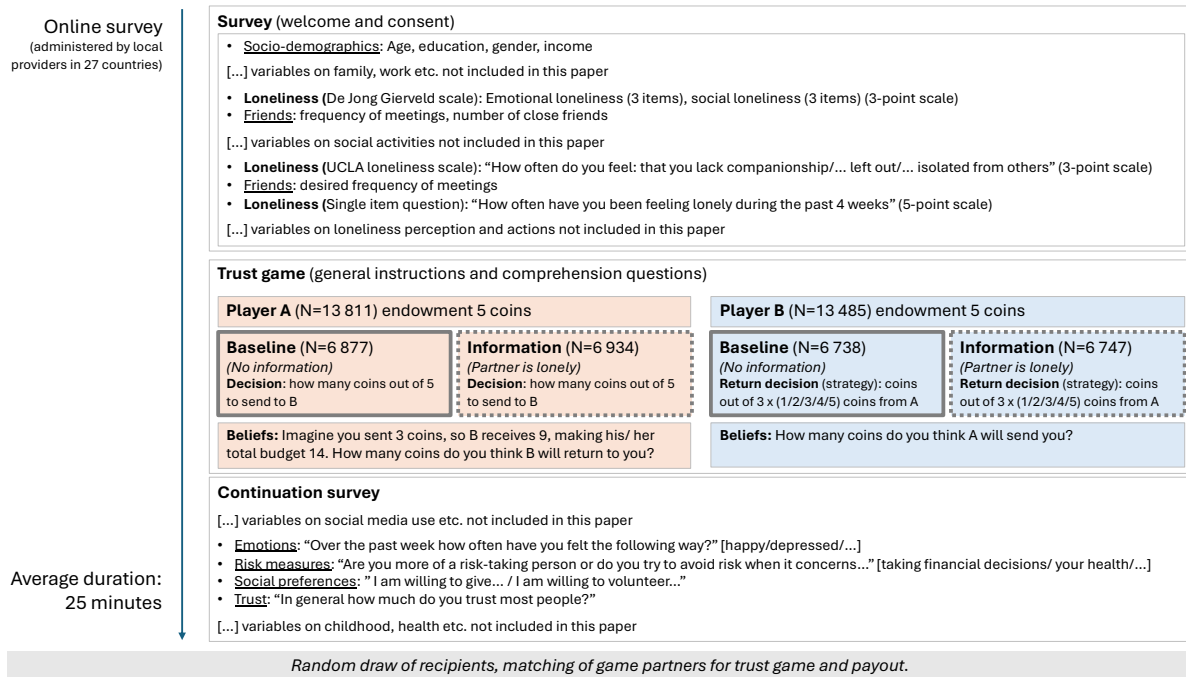 Online survey
(administered by local
providers in 27 countries)
Survey (welcome and consent)
• Socio-demographics: Age, education, gender, income
[...] variables on family, work etc. not included in this paper
• Loneliness (De Jong Gierveld scale): Emotional loneliness (3 items), social loneliness (3 items) (3-point scale)
• Friends: frequency of meetings, number of close friends
[...] variables on social activities not included in this paper
• Loneliness (UCLA loneliness scale): “How often do you feel: that you lack companionship/... left out/... isolated from others” (3-point scale)
• Friends: desired frequency of meetings
• Loneliness (Single item question): “How often have you been feeling lonely during the past 4 weeks” (5-point scale)
[...] variables on loneliness perception and actions not included in this paper
Trust game (general instructions and comprehension questions)
Player A (N=13 811) endowment 5 coins
Baseline (N=6 877)
(No information)
Decision: how many coins out of 5
to send to B
Information (N=6 934)
(Partner is lonely)
Decision: how many coins out of 5
to send to B
Beliefs: Imagine you sent 3 coins, so B receives 9, making his/ her
total budget 14. How many coins do you think B will return to you?
Player B (N=13 485) endowment 5 coins
Baseline (N=6 738)
(No information)
Return decision (strategy): coins
out of 3 x (1/2/3/4/5) coins from A
Information (N=6 747)
(Partner is lonely)
Return decision (strategy): coins
out of 3 x (1/2/3/4/5) coins from A
Beliefs: How many coins do you think A will send you?
Continuation survey
[...] variables on social media use etc. not included in this paper
• Emotions: “Over the past week how often have you felt the following way?” [happy/depressed/...]
• Risk measures: “Are you more of a risk-taking person or do you try to avoid risk when it concerns...” [taking financial decisions/ your health/...]
• Social preferences: ” I am willing to give... / I am willing to volunteer...”
• Trust: “In general how much do you trust most people?”
[...] variables on childhood, health etc. not included in this paper
Average duration:
25 minutes
Random draw of recipients, matching of game partners for trust game and payout.